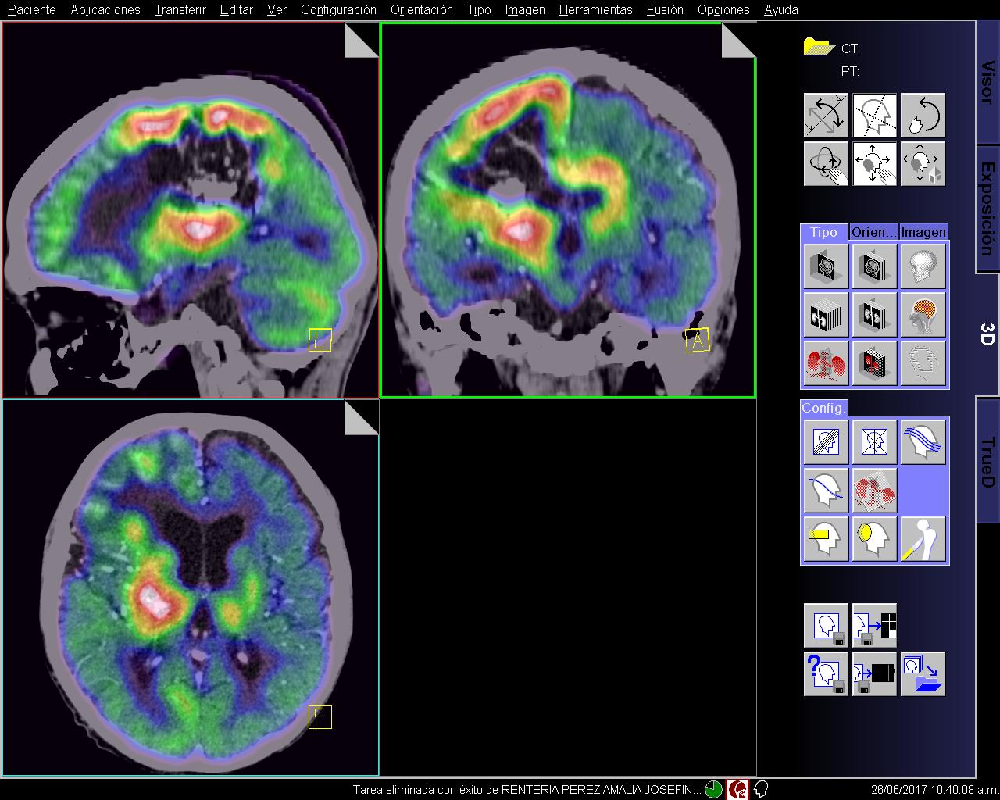 Paciente Aplicaciones Transferir Editar Ver Configuración Orientación Tipo Imagen Herramientas Fusión Opciones Ayuda
CT:
PT:
Visor
Exposición
3D
TrueD
Tipo Orien... Imagen
Config.
L
A
F
?
Tarea eliminada con éxito de RENTERIA PEREZ AMALIA JOSEFIN...
26/06/2017 10:40:08 a.m.